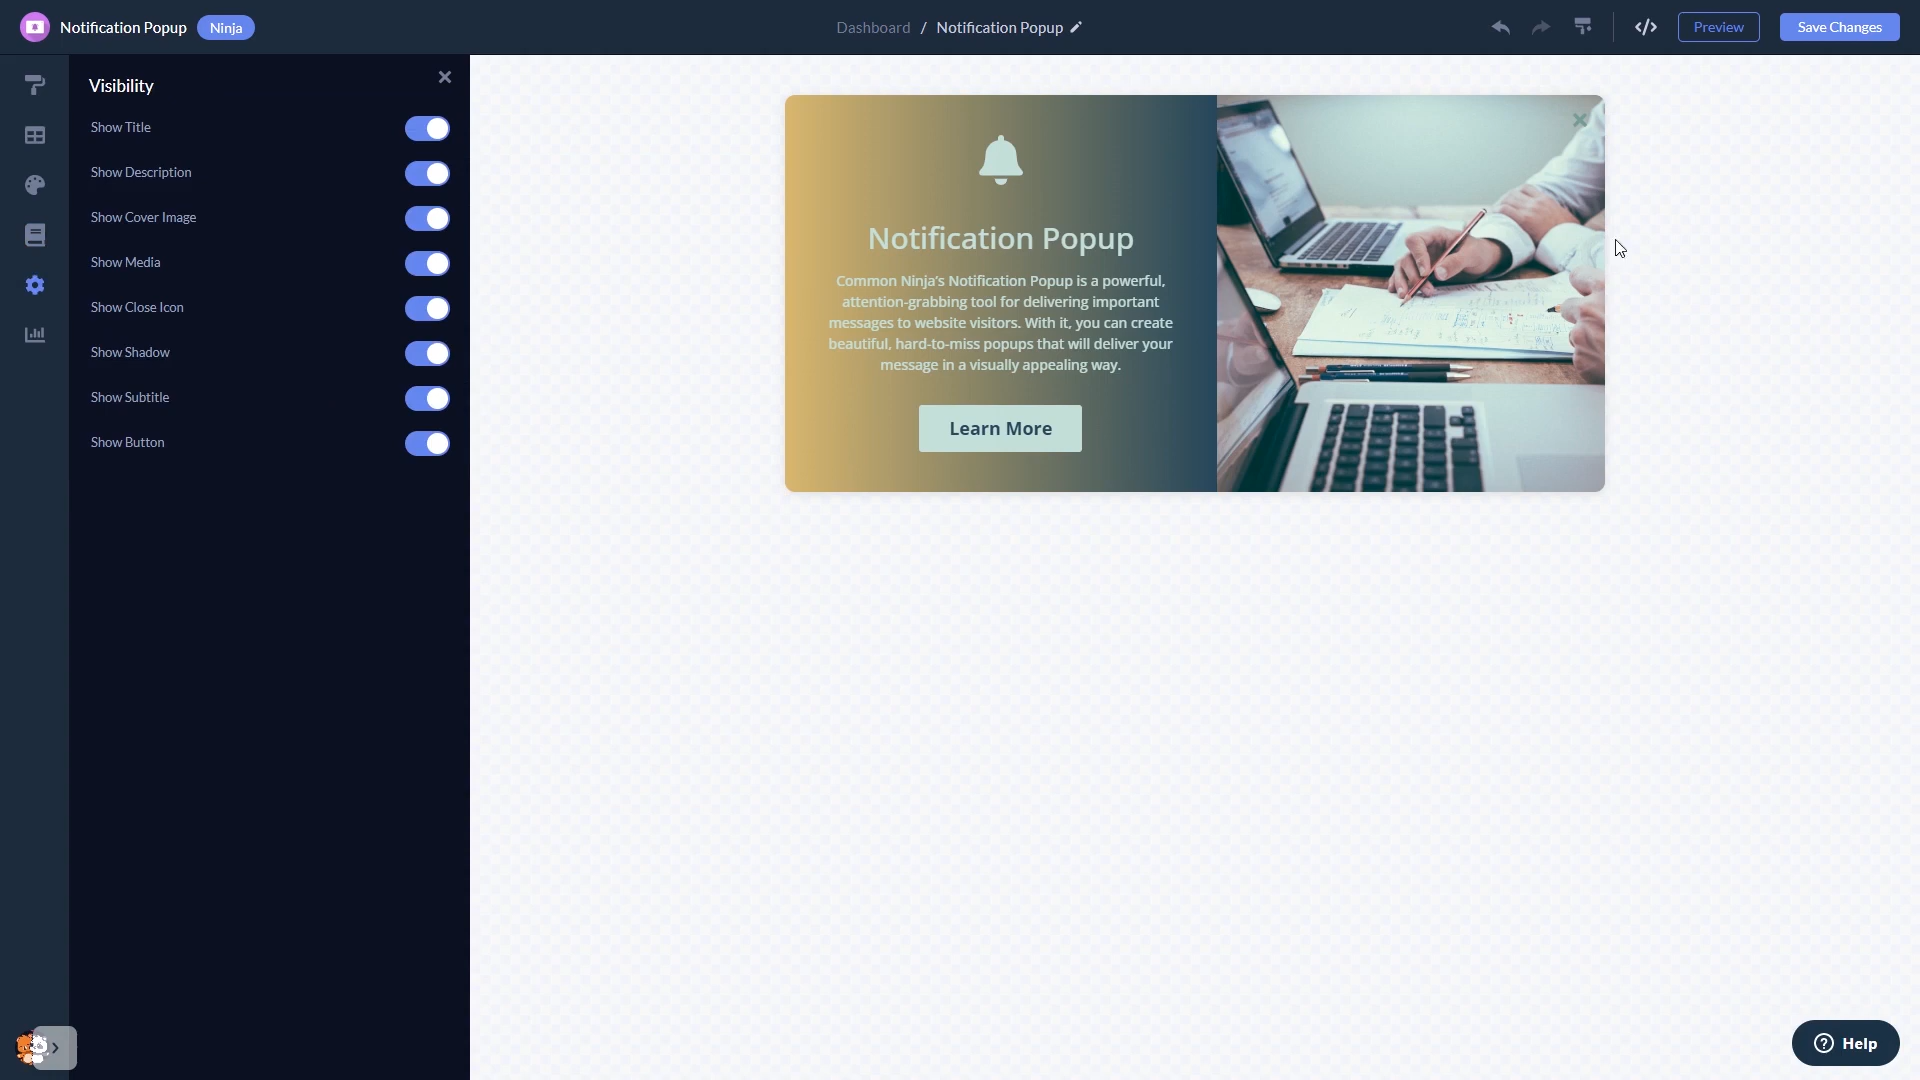 Notification Popup Ninja
Dashboard / Notification Popup
Preview
Save Changes
Visibility
Show Title
Show Description
Show Cover Image
Show Media
Show Close Icon
Show Shadow
Show Subtitle
Show Button
Notification Popup
Common Ninja's Notification Popup is a powerful,
attention-grabbing tool for delivering important
messages to website visitors. With it, you can create
beautiful, hard-to-miss popups that will deliver your
message in a visually appealing way.
Learn More
Help